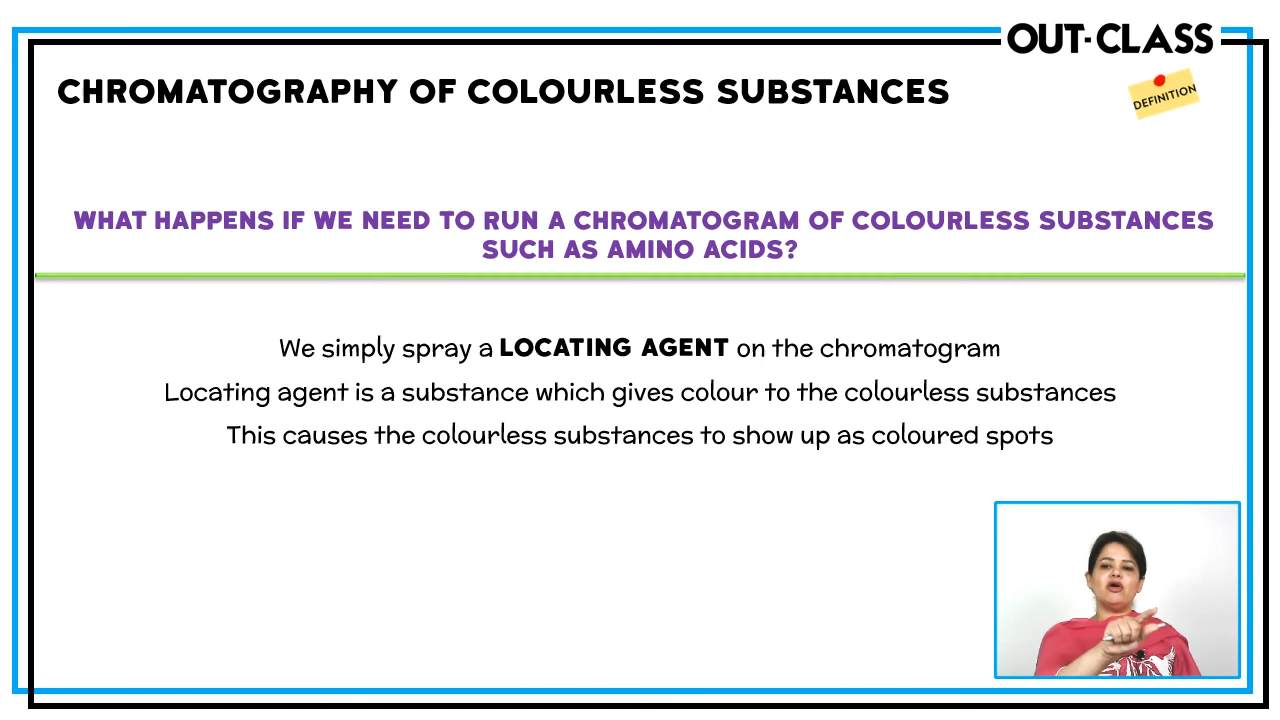 OUT-CLASS
CHROMATOGRAPHY OF COLOURLESS SUBSTANCES
DEFINITION
WHAT HAPPENS IF WE NEED TO RUN A CHROMATOGRAM OF COLOURLESS SUBSTANCES
SUCH AS AMINO ACIDS?
We simply spray a LOCATING AGENT on the chromatogram
Locating agent is a substance which gives colour to the colourless substances
This causes the colourless substances to show up as coloured spots